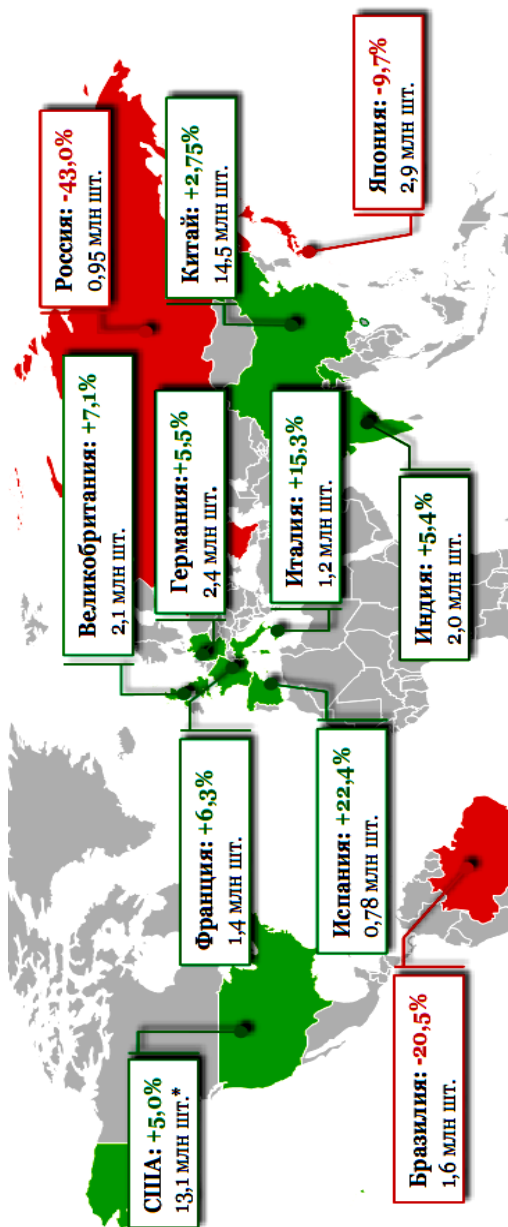 Россия: -43,0%
0,95 млн шт.
Великобритания: +7,1%
2,1 млн шт.
Германия:+5,5%
2,4 млн шт.
Китай: +2,75%
14,5 млн шт.
Япония: -9,7%
2,9 млн шт.
США: +5,0%
13,1 млн шт.*
Франция: +6,3%
1,4 млн шт.
Италия: +15,3%
1,2 млн шт.
Испания: +22,4%
0,78 млн шт.
Индия: +5,4%
2,0 млн шт.
Бразилия: -20,5%
1,6 млн шт.